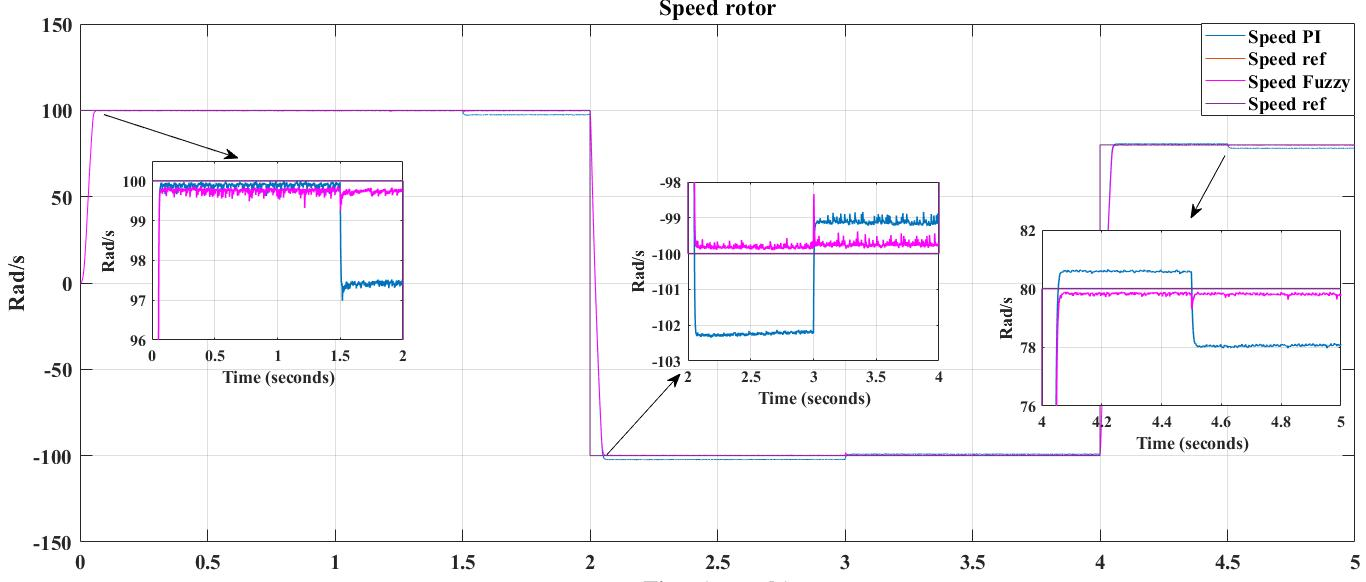 Speed rotor
150
100
50
0
-50
-100
-150
Rad/s
0 0.5 1 1.5 2 2.5 3 3.5 4 4.5 5
Speed PI
Speed ref
Speed Fuzzy
Speed ref
100
99
98
97
96
Rad/s
0 0.5 1 1.5 2
Time (seconds)
-98
-99
-100
-101
-102
-103
Rad/s
2 2.5 3 3.5 4
Time (seconds)
82
80
78
76
Rad/s
4 4.2 4.4 4.6 4.8 5
Time (seconds)